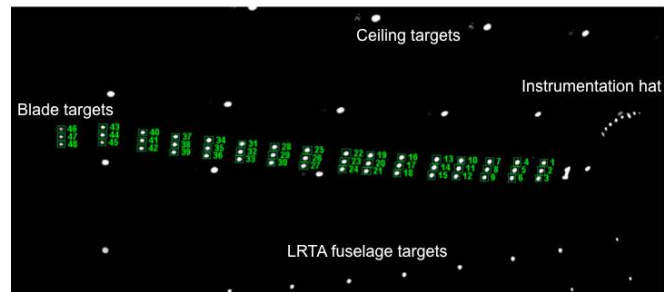 Ceiling targets
Instrumentation hat
Blade targets
46 43 40 37 34 31 28 25 22 19 16 13 10 7 4 1
47 44 41 38 35 32 29 26 23 20 17 14 11 8 5 2
48 45 42 39 36 33 30 27 24 21 18 15 12 9 6 3
LRTA fuselage targets